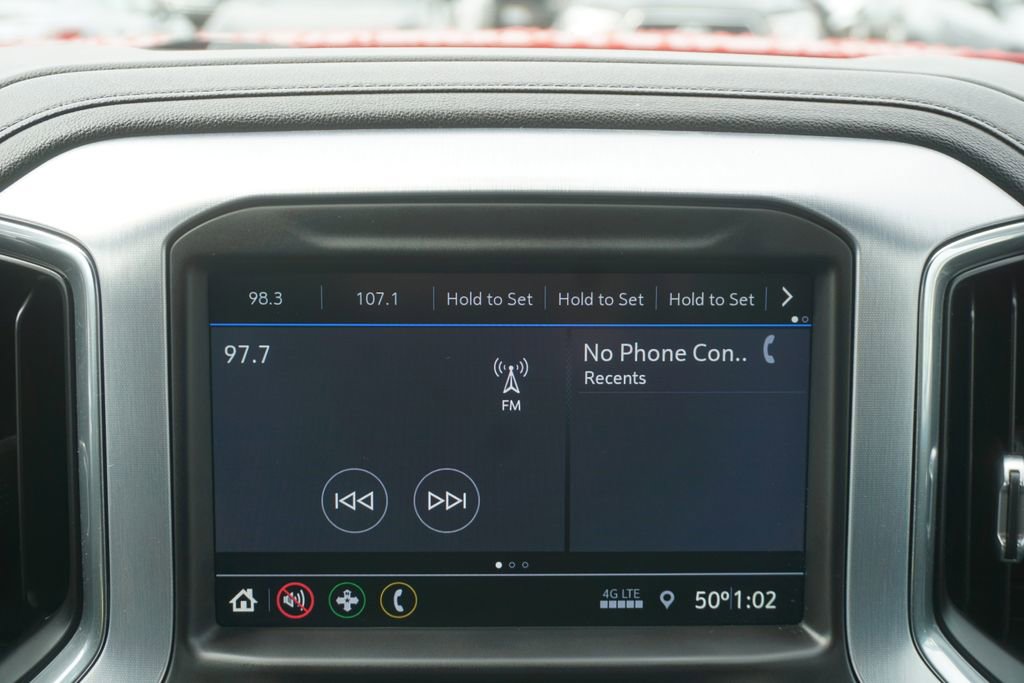 98.3 107.1 Hold to Set Hold to Set Hold to Set
97.7
FM
No Phone Con..
Recents
4G LTE
50° 1:02